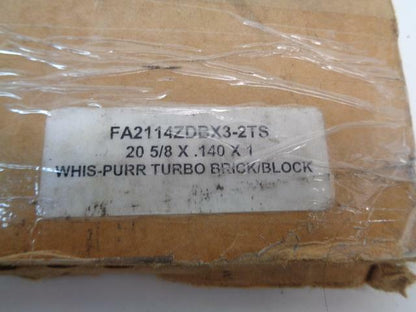 FA2114ZDBX3-2TS
20 5/8 X .140 X 1
WHIS-PURR TURBO BRICK/BLOCK